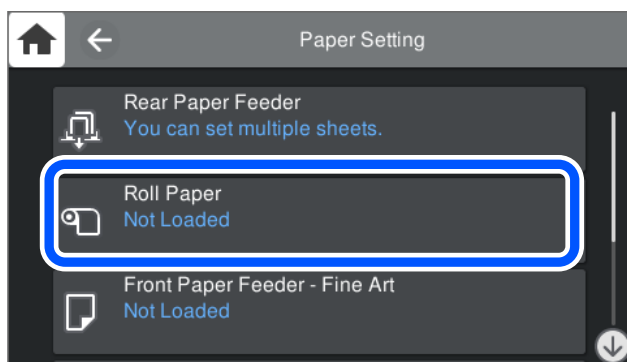 Paper Setting
Rear Paper Feeder
You can set multiple sheets.
Roll Paper
Not Loaded
Front Paper Feeder - Fine Art
Not Loaded